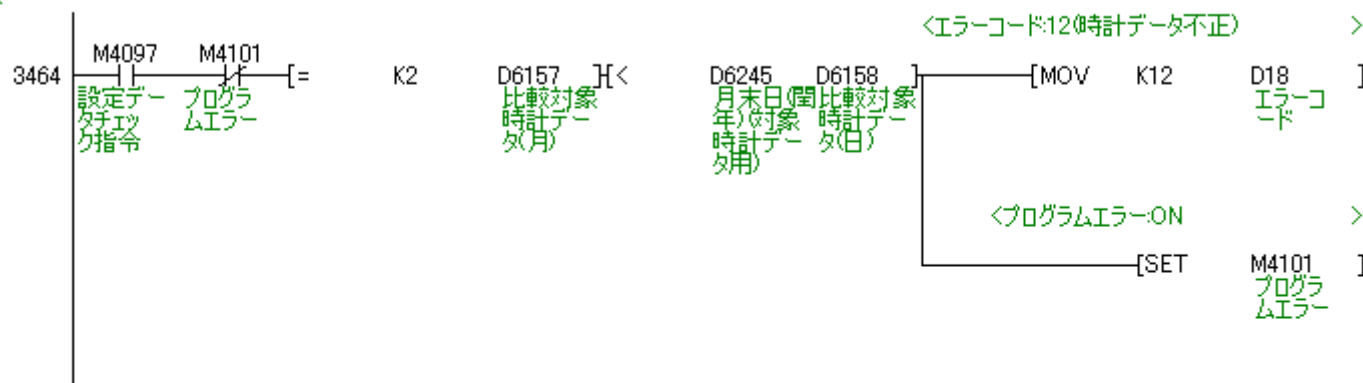 <エラーコード:12(時計データ不正) >
M4097 M4101
3464 [= K2 D6157 ][< D6245 D6158 ] [MOV K12 D18 ]
設定デー プログラ 比較対象 月末日(閏 比較対象 エラーコ
タチェッ ムエラー 時計デー 年)(対象 時計デー ード
ク指令 タ(月) 時計デー タ(日)
タ用)
<プログラムエラー:ON >
[SET M4101 ]
プログラ
ムエラー